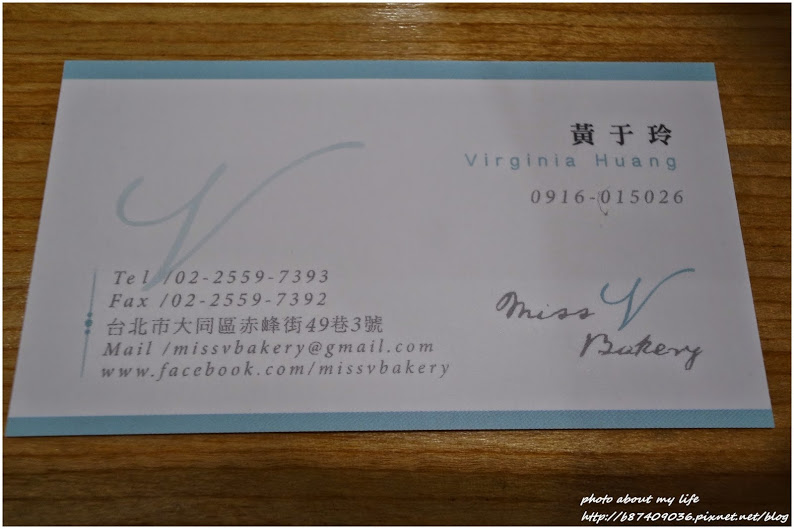 黃于玲
Virginia Huang
0916-015026
Tel /02-2559-7393
Fax /02-2559-7392
台北市大同區赤峰街49巷3號
Mail /missvbakery@gmail.com
www.facebook.com/missvbakery
Miss V
Bakery
photo about my life
http://b87409036.pixnet.net/blog